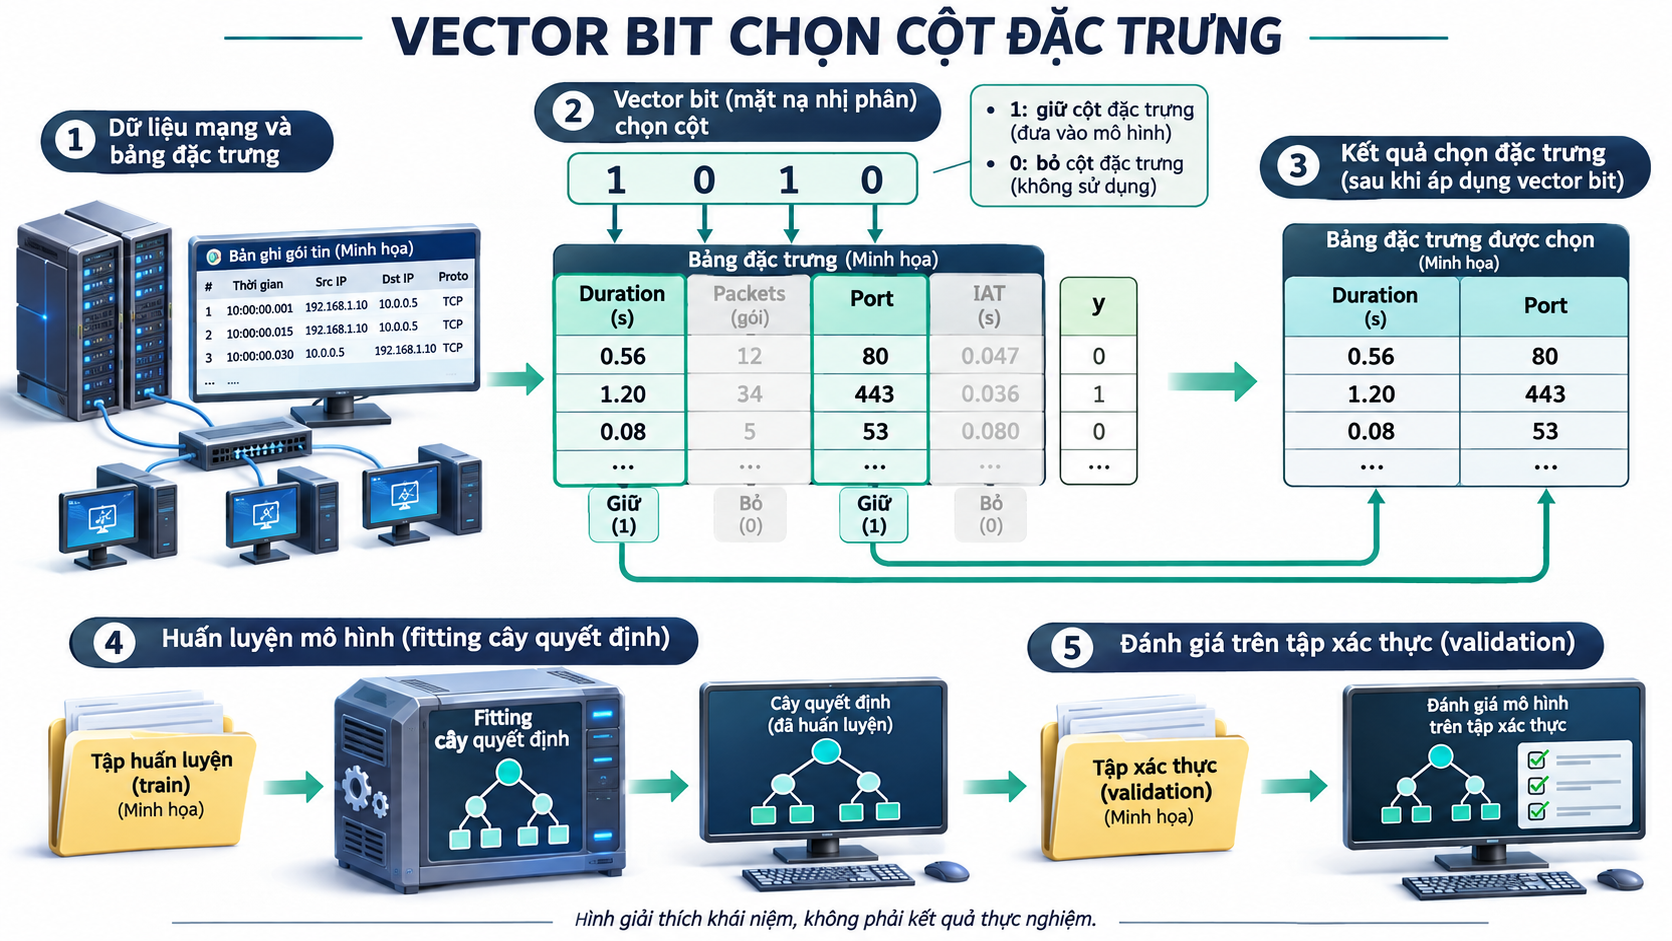 VECTOR BIT CHỌN CỘT ĐẶC TRƯNG
1 Dữ liệu mạng và
bảng đặc trưng
Bản ghi gói tin (Minh họa)
# Thời gian Src IP Dst IP Proto
1 10:00:00.001 192.168.1.10 10.0.0.5 TCP
2 10:00:00.015 192.168.1.10 10.0.0.5 TCP
3 10:00:00.030 10.0.0.5 192.168.1.10 TCP
... ....
2 Vector bit (mặt nạ nhị phân)
chọn cột
1 0 1 0
• 1: giữ cột đặc trưng
(đưa vào mô hình)
• 0: bỏ cột đặc trưng
(không sử dụng)
Bảng đặc trưng (Minh họa)
Duration Packets Port IAT y
(s) (gói) (s)
0.56 12 80 0.047 0
1.20 34 443 0.036 1
0.08 5 53 0.080 0
... ... ... ... ...
Giữ Bỏ Giữ Bỏ
(1) (0) (1) (0)
3 Kết quả chọn đặc trưng
(sau khi áp dụng vector bit)
Bảng đặc trưng được chọn
(Minh họa)
Duration Port
(s)
0.56 80
1.20 443
0.08 53
... ...
4 Huấn luyện mô hình (fitting cây quyết định)
Tập huấn luyện
(train)
(Minh họa)
Fitting
cây quyết định
Cây quyết định
(đã huấn luyện)
5 Đánh giá trên tập xác thực (validation)
Tập xác thực
(validation)
(Minh họa)
Đánh giá mô hình
trên tập xác thực
Hình giải thích khái niệm, không phải kết quả thực nghiệm.